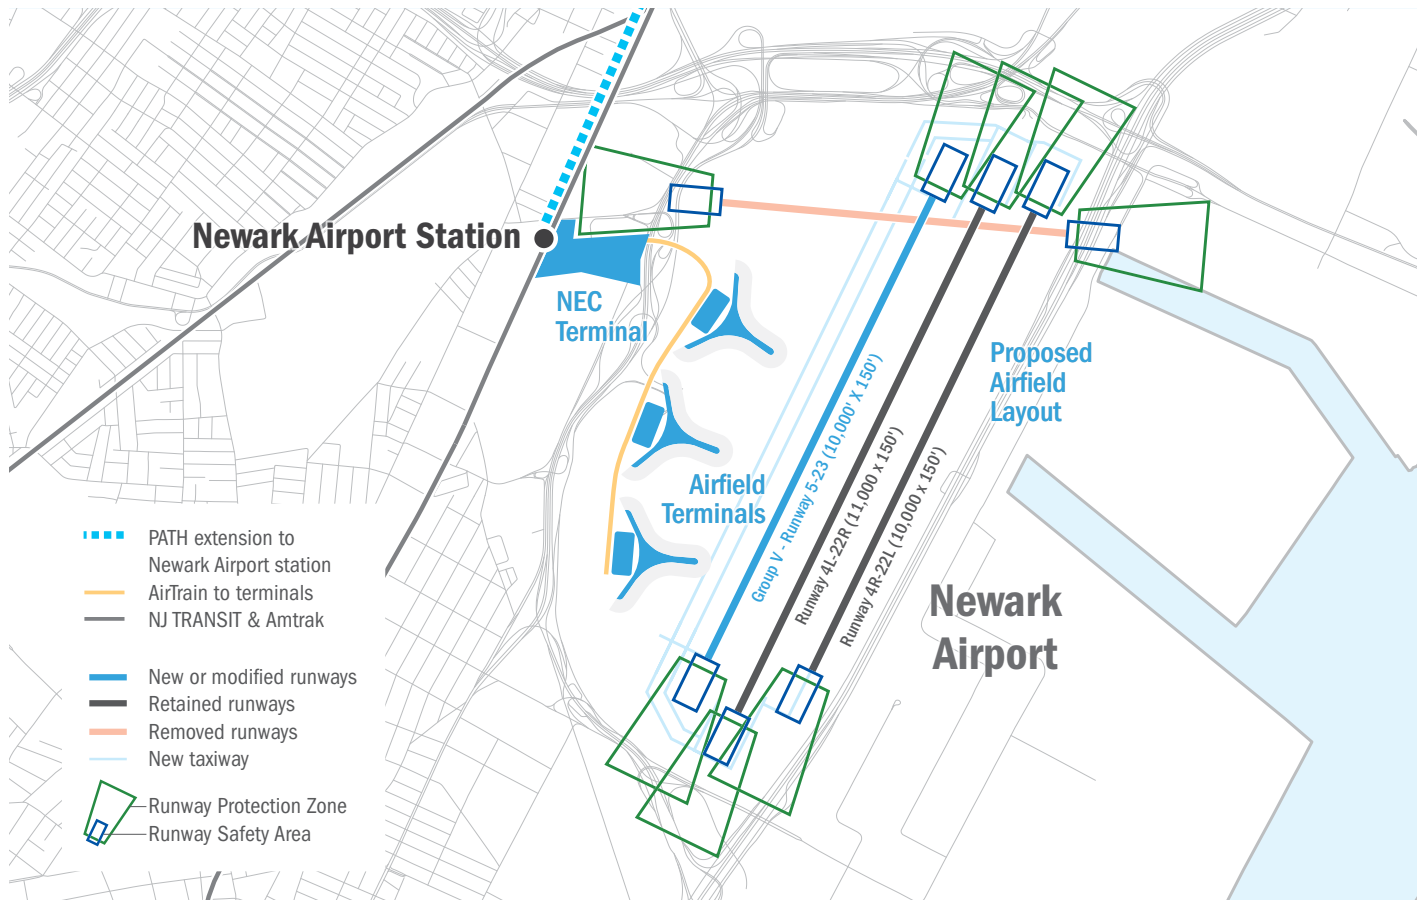 Newark Airport Station
NEC
Terminal
Airfield
Terminals
Proposed
Airfield
Layout
Group V - Runway 5-23 (10,000' X 150')
Runway 4L-22R (11,000 x 150')
Runway 4R-22L (10,000 x 150')
Newark
Airport
PATH extension to
Newark Airport station
AirTrain to terminals
NJ TRANSIT & Amtrak
New or modified runways
Retained runways
Removed runways
New taxiway
Runway Protection Zone
Runway Safety Area